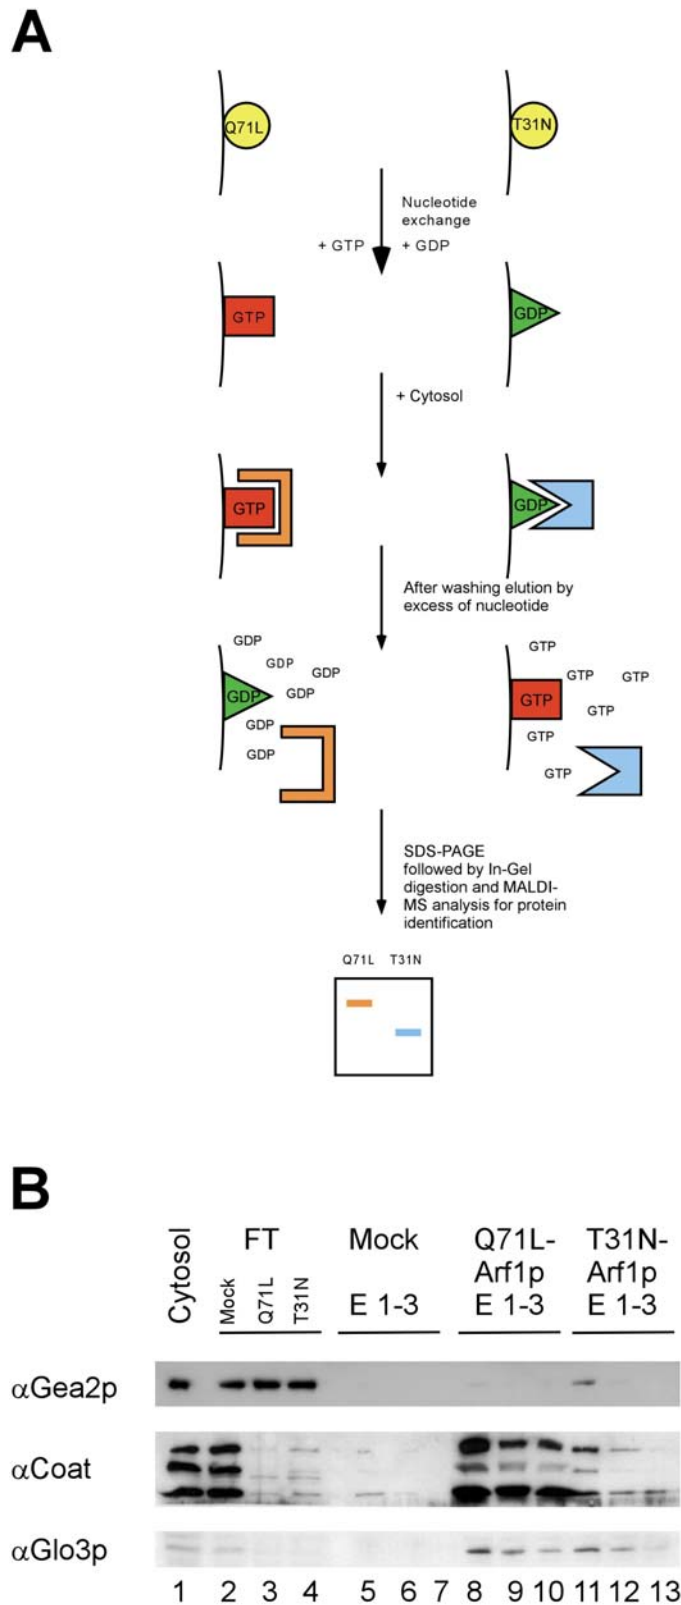 A
Q71L
T31N
Nucleotide
exchange
+ GTP
+ GDP
GTP
GDP
+ Cytosol
GTP
GDP
After washing elution by
excess of nucleotide
GDP
GDP
GDP
GDP
GDP
GDP
GDP
GTP
GTP
GTP
GTP
GTP
GTP
GTP
SDS-PAGE
followed by In-Gel
digestion and MALDI-
MS analysis for protein
identification
Q71L T31N
B
Cytosol
FT
Mock
Q71L
T31N
Mock
E 1-3
Q71L-
Arf1p
E 1-3
T31N-
Arf1p
E 1-3
αGea2p
αCoat
αGlo3p
1 2 3 4 5 6 7 8 9 10 11 12 13